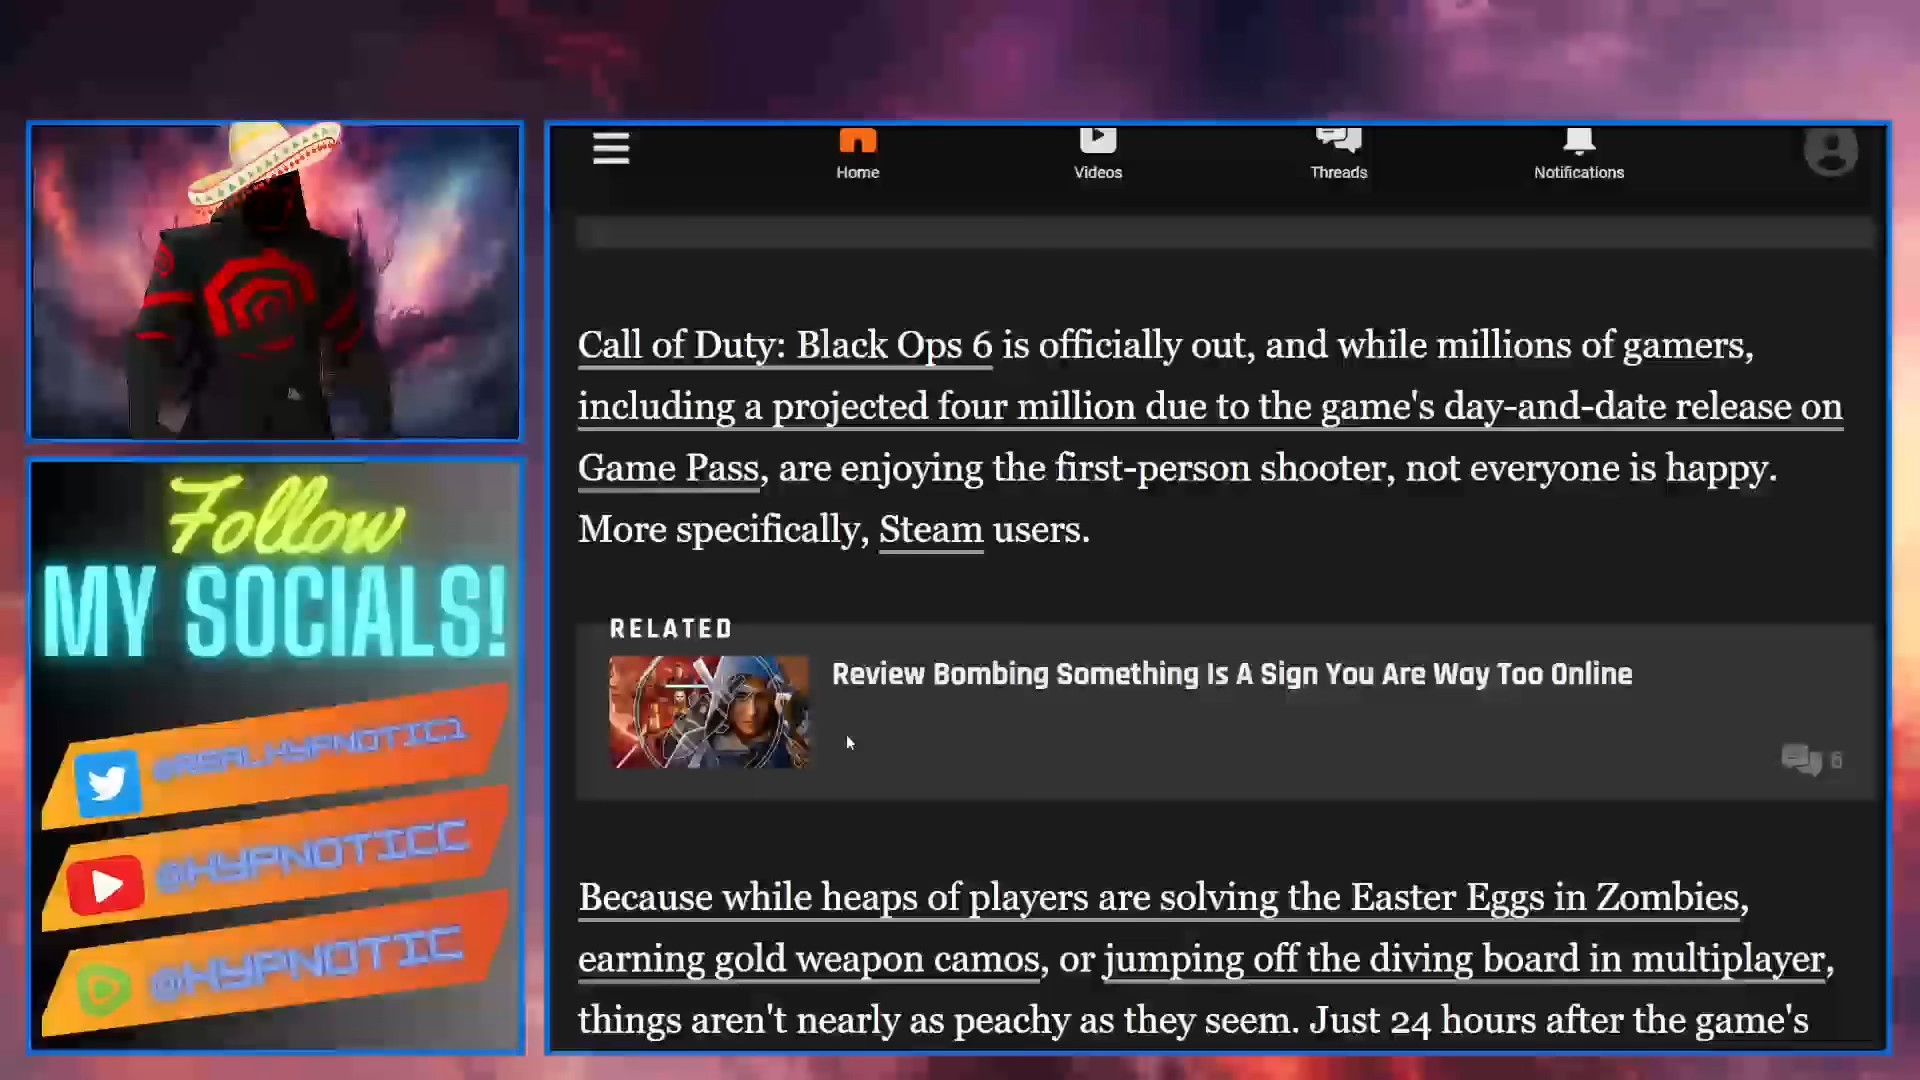 Home
Videos
Threads
Notifications
Call of Duty: Black Ops 6 is officially out, and while millions of gamers,
including a projected four million due to the game's day-and-date release on
Game Pass, are enjoying the first-person shooter, not everyone is happy.
More specifically, Steam users.
RELATED
Review Bombing Something Is A Sign You Are Way Too Online
6
Because while heaps of players are solving the Easter Eggs in Zombies,
earning gold weapon camos, or jumping off the diving board in multiplayer,
things aren't nearly as peachy as they seem. Just 24 hours after the game's
Follow
MY SOCIALS!
@REALHYPNOTIC1
@HYPNOTICC
@HYPNOTIC